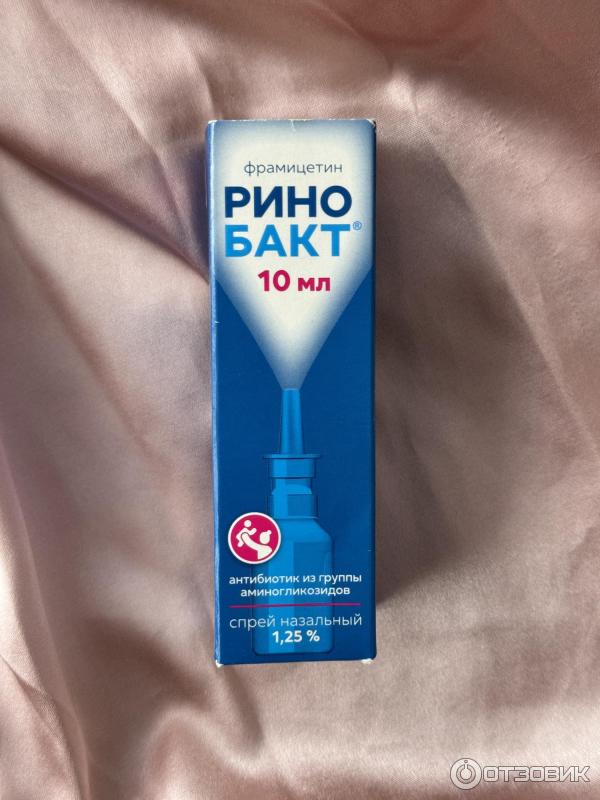 фрамицетин
РИНО
БАКТ®
10 мл
антибиотик из группы
аминогликозидов
спрей назальный
1,25 %
ОТЗОВИК